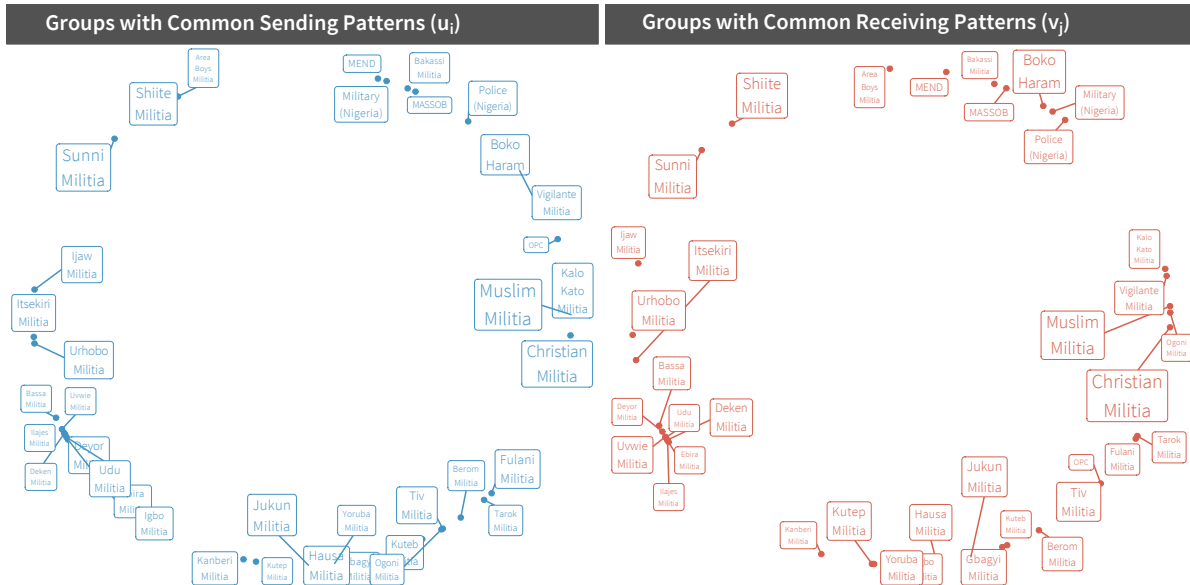 Groups with Common Sending Patterns (uᵢ)
Area
Boys
Militia
Shiite
Militia
Sunni
Militia
MEND
Military
(Nigeria)
Bakassi
Militia
MASSOB
Police
(Nigeria)
Boko
Haram
Vigilante
Militia
OPC
Kalo
Kato
Militia
Muslim
Militia
Christian
Militia
Ijaw
Militia
Itsekiri
Militia
Urhobo
Militia
Bassa
Militia
Uvwie
Militia
Ilajes
Militia
Deken
Militia
Deyor
Udu
Militia
Igbo
Militia
Fulani
Militia
Berom
Militia
Tarok
Militia
Tiv
Militia
Jukun
Militia
Yoruba
Militia
Hausa
Militia
Kuteb
Ogoni
Militia
Kanberi
Militia
Kutep
Militia
Groups with Common Receiving Patterns (vⱼ)
Shiite
Militia
Sunni
Militia
Area
Boys
Militia
MEND
Bakassi
Militia
MASSOB
Boko
Haram
Military
(Nigeria)
Police
(Nigeria)
Ijaw
Militia
Itsekiri
Militia
Urhobo
Militia
Kalo
Kato
Militia
Vigilante
Militia
Muslim
Militia
Ogoni
Militia
Christian
Militia
Bassa
Militia
Deyor
Militia
Udu
Militia
Deken
Militia
Uvwie
Militia
Ebira
Militia
Ilajes
Militia
Tarok
Militia
Fulani
Militia
OPC
Tiv
Militia
Jukun
Militia
Kutep
Militia
Kanberi
Militia
Hausa
Militia
Yoruba
Militia
Kuteb
Militia
Gbagyi
Militia
Berom
Militia